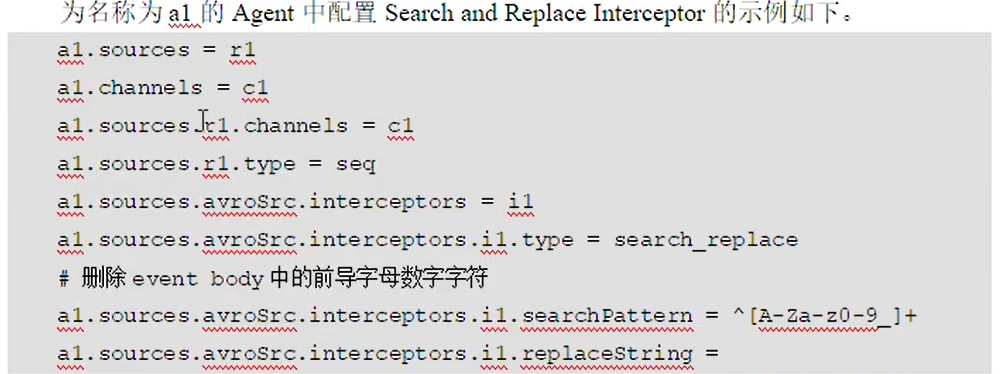 为名称为 a1 的 Agent 中配置 Search and Replace Interceptor 的示例如下。
a1.sources = r1
a1.channels = c1
a1.sources.r1.channels = c1
a1.sources.r1.type = seq
a1.sources.avroSrc.interceptors = i1
a1.sources.avroSrc.interceptors.i1.type = search_replace
# 删除 event body 中的前导字母数字字符
a1.sources.avroSrc.interceptors.i1.searchPattern = ^[A-Za-z0-9_]+
a1.sources.avroSrc.interceptors.i1.replaceString =